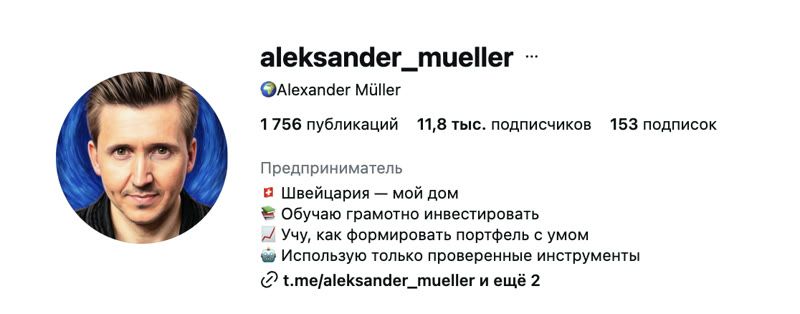 aleksander_mueller ...
🌍Alexander Müller
1 756 публикаций 11,8 тыс. подписчиков 153 подписок
Предприниматель
🇨🇭 Швейцария — мой дом
📚 Обучаю грамотно инвестировать
📈 Учу, как формировать портфель с умом
🤖 Использую только проверенные инструменты
t.me/aleksander_mueller и ещё 2